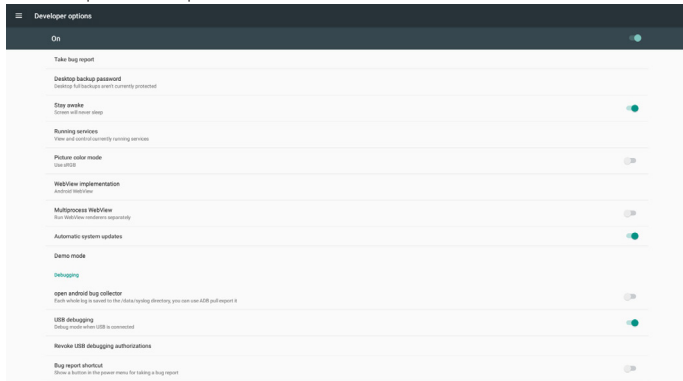 Developer options
On
Take bug report
Desktop backup password
Desktop full backups aren't currently protected
Stay awake
Screen will never sleep
Running services
View and control currently running services
Picture color mode
Use sRGB
WebView implementation
Android WebView
Multiprocess WebView
Run WebView renderers separately
Automatic system updates
Demo mode
Debugging
open android bug collector
Each whole log is saved to the /data/syslog directory, you can use ADB pull export it
USB debugging
Debug mode when USB is connected
Revoke USB debugging authorizations
Bug report shortcut
Show a button in the power menu for taking a bug report